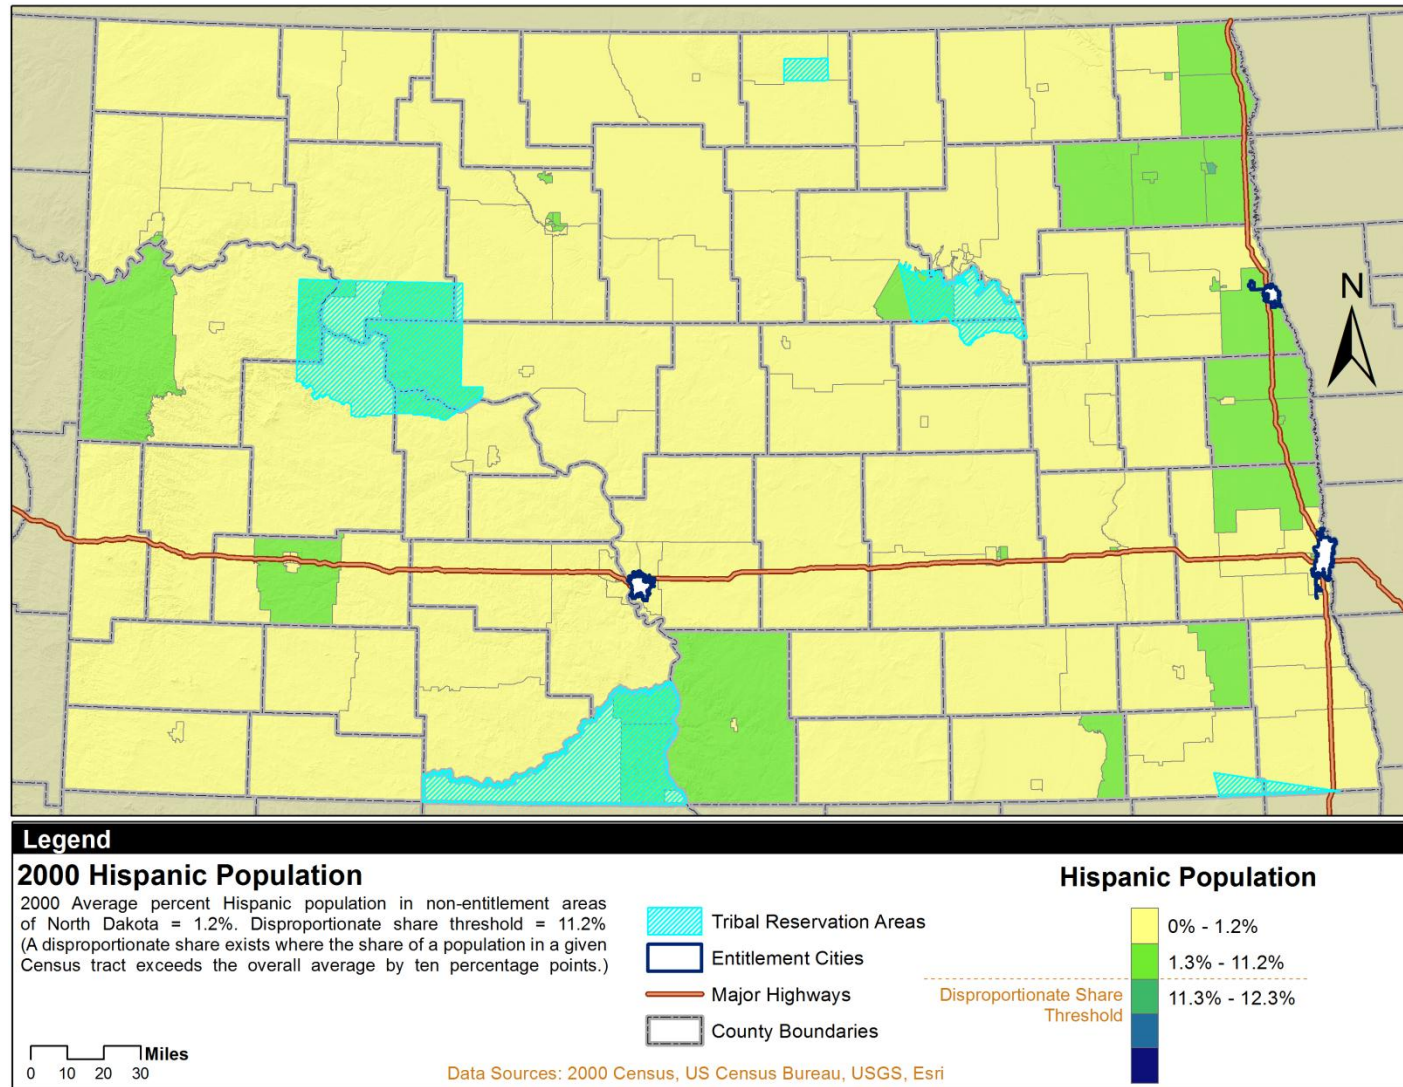 N
Legend
2000 Hispanic Population
2000 Average percent Hispanic population in non-entitlement areas
of North Dakota = 1.2%. Disproportionate share threshold = 11.2%
(A disproportionate share exists where the share of a population in a given
Census tract exceeds the overall average by ten percentage points.)
0 10 20 30
Miles
Tribal Reservation Areas
Entitlement Cities
Major Highways
County Boundaries
Hispanic Population
0% - 1.2%
1.3% - 11.2%
Disproportionate Share
Threshold
11.3% - 12.3%
Data Sources: 2000 Census, US Census Bureau, USGS, Esri